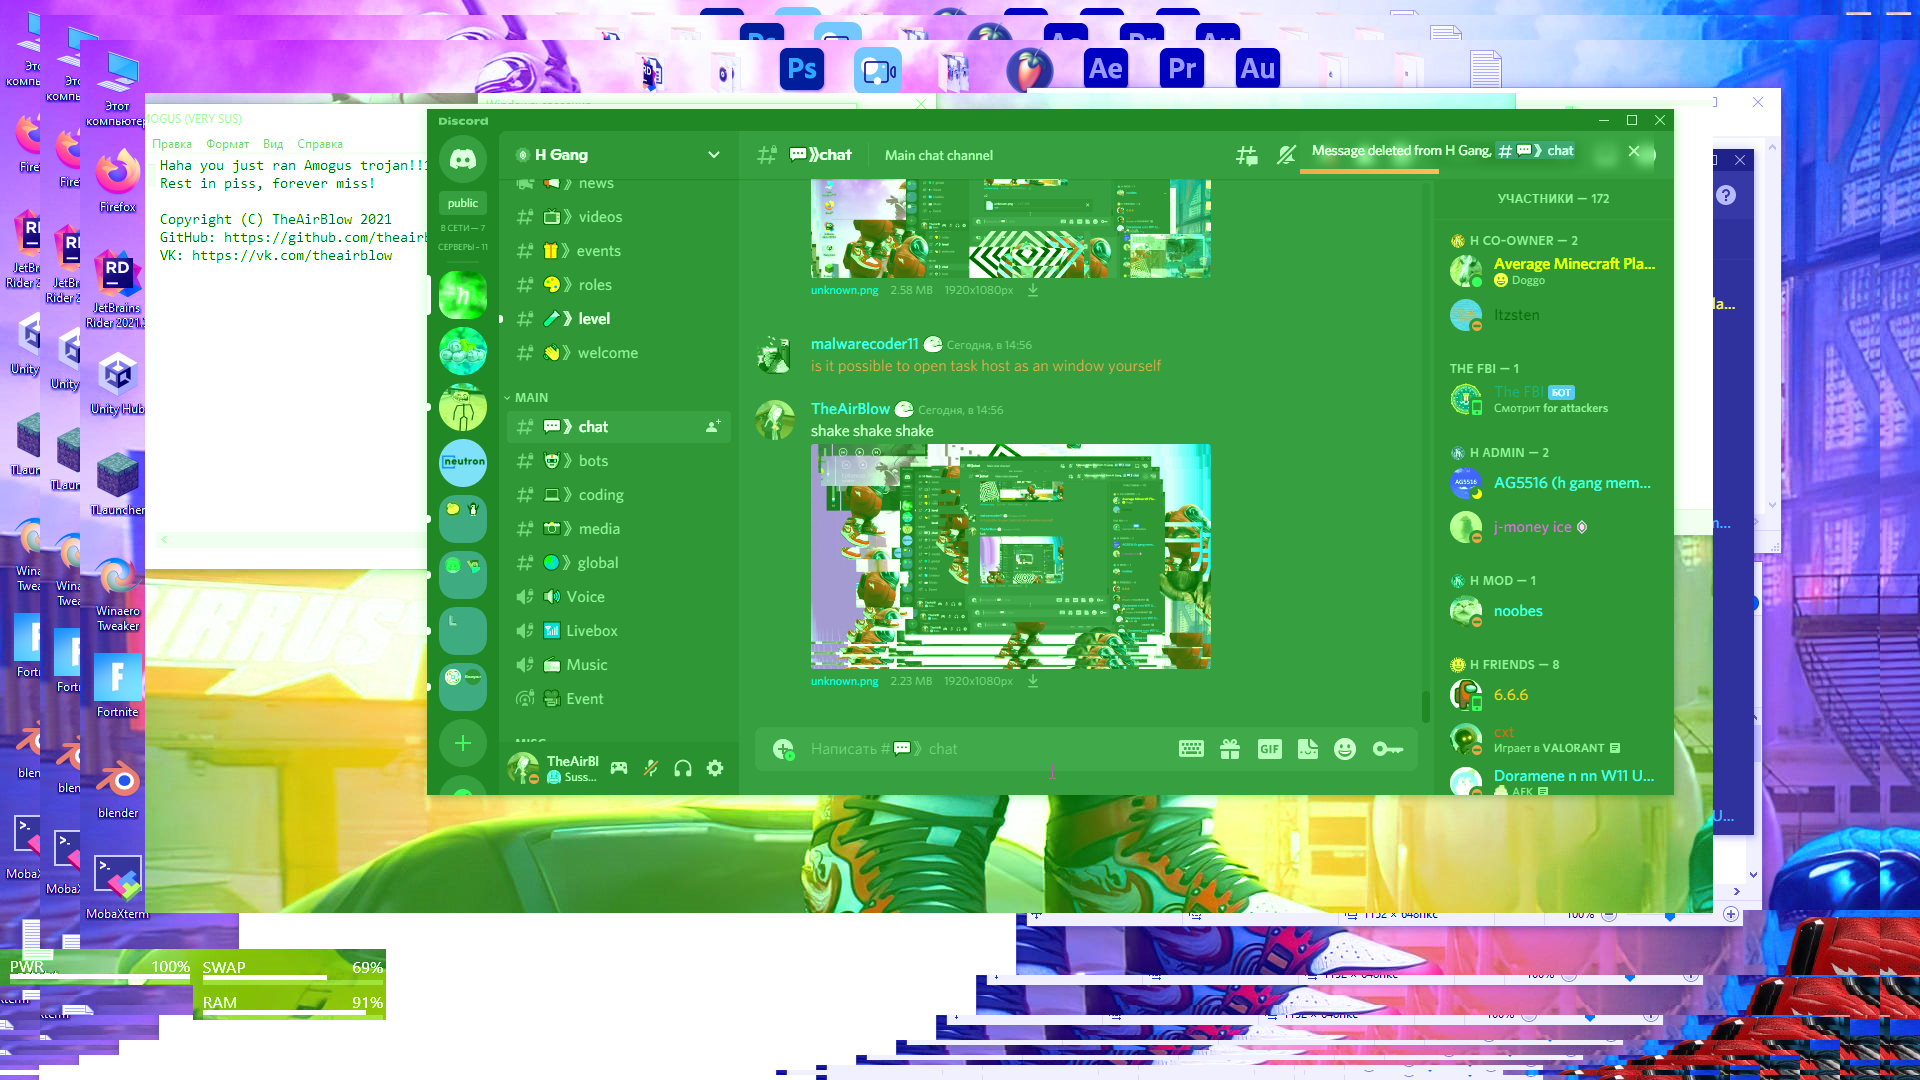 Ps
Ae
Pr
Au
Этот
компьютер
Firefox
JetBrains
Rider 2021.
Unity Hub
TLauncher
Winaero
Tweaker
Fortnite
blender
MobaXterm
MOGUS (VERY SUS)
Правка Формат Вид Справка
Haha you just ran Amogus trojan!!
Rest in piss, forever miss!
Copyright (C) TheAirBlow 2021
GitHub: https://github.com/theairb
VK: https://vk.com/theairblow
Discord
public
В СЕТИ — 7
СЕРВЕРЫ - 11
neutron
H Gang
news
videos
events
roles
level
welcome
MAIN
chat
bots
coding
media
global
Voice
Livebox
Music
Event
TheAirBl
Suss...
chat
Main chat channel
Message deleted from H Gang, # 💬 》 chat
unknown.png 2.58 MB 1920x1080px
malwarecoder11 Сегодня, в 14:56
is it possible to open task host as an window yourself
TheAirBlow Сегодня, в 14:56
shake shake shake
unknown.png 2.23 MB 1920x1080px
Написать #💬 》 chat
GIF
УЧАСТНИКИ — 172
H CO-OWNER — 2
Average Minecraft Pla...
Doggo
Itzsten
THE FBI — 1
The FBI БОТ
Смотрит for attackers
H ADMIN — 2
AG5516 (h gang mem...
j-money ice
H MOD — 1
noobes
H FRIENDS — 8
6.6.6
cxt
Играет в VALORANT
Doramene n nn W11 U...
AFK
PWR 100%
SWAP 69%
RAM 91%
100%